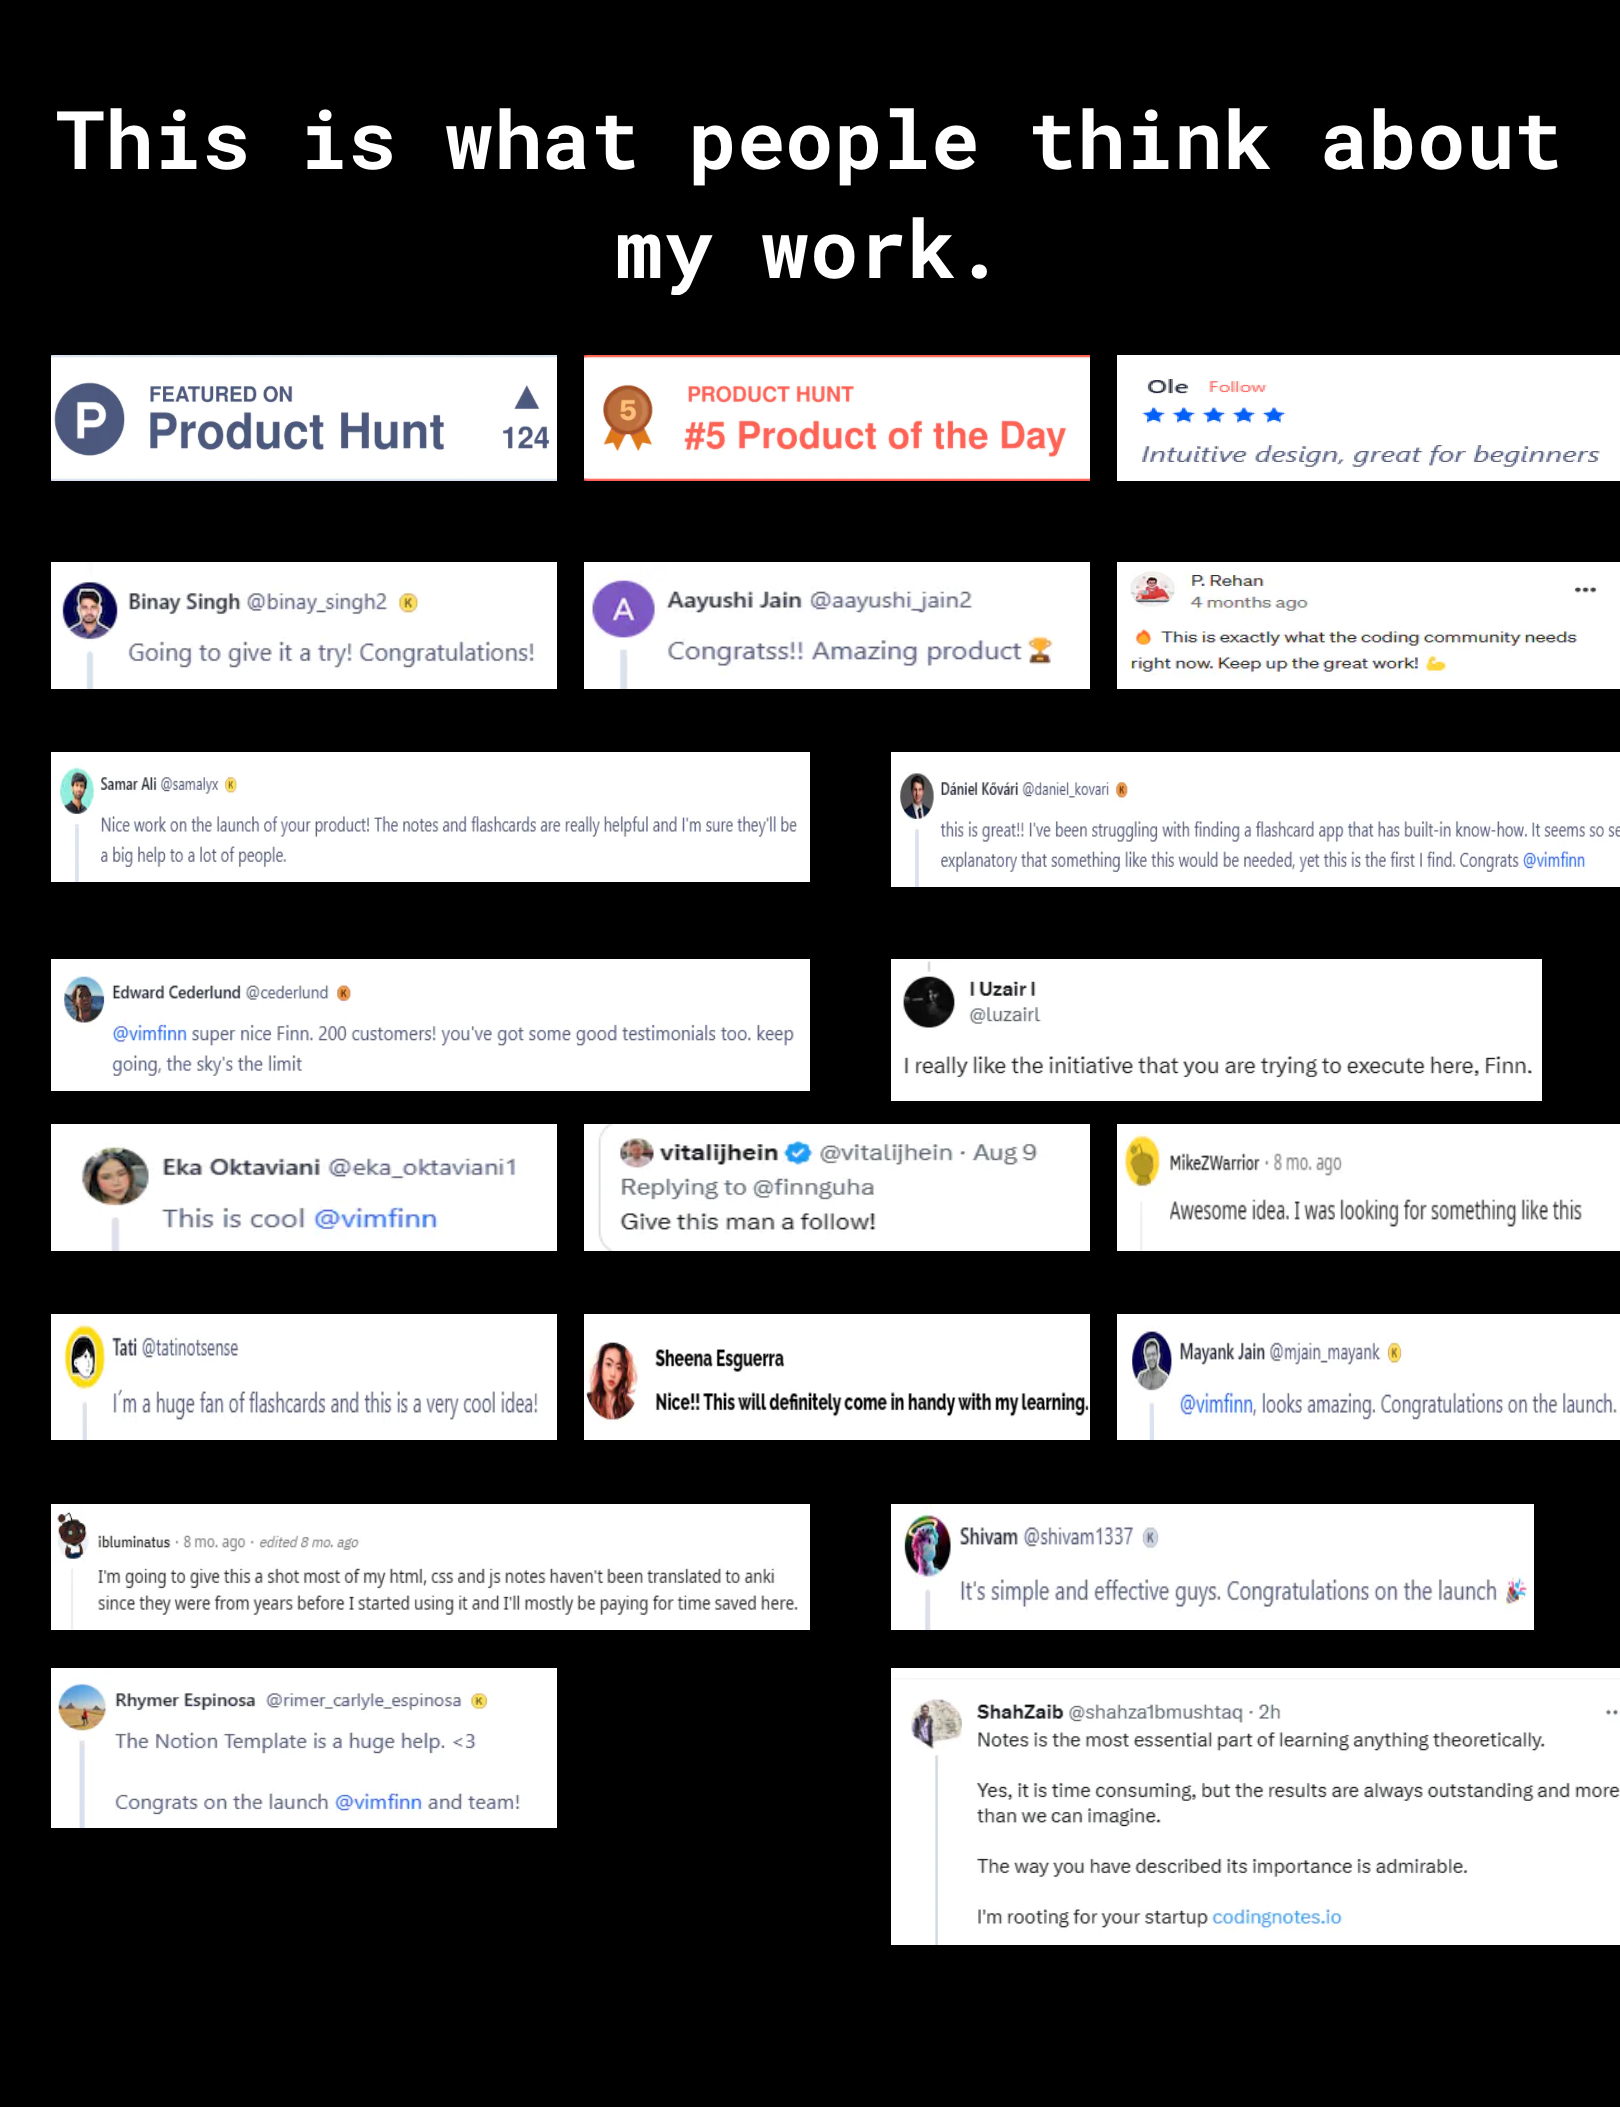 This is what people think about
my work.
P
FEATURED ON
Product Hunt
▲
124
5
PRODUCT HUNT
#5 Product of the Day
Ole Follow
★★★★★
Intuitive design, great for beginners
Binay Singh @binay_singh2 K
Going to give it a try! Congratulations!
A
Aayushi Jain @aayushi_jain2
Congratss!! Amazing product 🏆
P. Rehan
4 months ago
•••
🔥 This is exactly what the coding community needs
right now. Keep up the great work! 💪
Samar Ali @samalyx K
Nice work on the launch of your product! The notes and flashcards are really helpful and I'm sure they'll be
a big help to a lot of people.
Dániel Kővári @daniel_kovari K
this is great!! I've been struggling with finding a flashcard app that has built-in know-how. It seems so se
explanatory that something like this would be needed, yet this is the first I find. Congrats @vimfinn
Edward Cederlund @cederlund K
@vimfinn super nice Finn. 200 customers! you've got some good testimonials too. keep
going, the sky's the limit
I Uzair I
@luzairl
I really like the initiative that you are trying to execute here, Finn.
Eka Oktaviani @eka_oktaviani1
This is cool @vimfinn
vitalijhein @vitalijhein · Aug 9
Replying to @finnguha
Give this man a follow!
MikeZWarrior · 8 mo. ago
Awesome idea. I was looking for something like this
Tati @tatinotsense
I´m a huge fan of flashcards and this is a very cool idea!
Sheena Esguerra
Nice!! This will definitely come in handy with my learning.
Mayank Jain @mjain_mayank K
@vimfinn, looks amazing. Congratulations on the launch.
ibluminatus · 8 mo. ago · edited 8 mo. ago
I'm going to give this a shot most of my html, css and js notes haven't been translated to anki
since they were from years before I started using it and I'll mostly be paying for time saved here.
Shivam @shivam1337 K
It's simple and effective guys. Congratulations on the launch 🎉
Rhymer Espinosa @rimer_carlyle_espinosa K
The Notion Template is a huge help. <3
Congrats on the launch @vimfinn and team!
ShahZaib @shahza1bmushtaq · 2h
Notes is the most essential part of learning anything theoretically.
Yes, it is time consuming, but the results are always outstanding and more
than we can imagine.
The way you have described its importance is admirable.
I'm rooting for your startup codingnotes.io